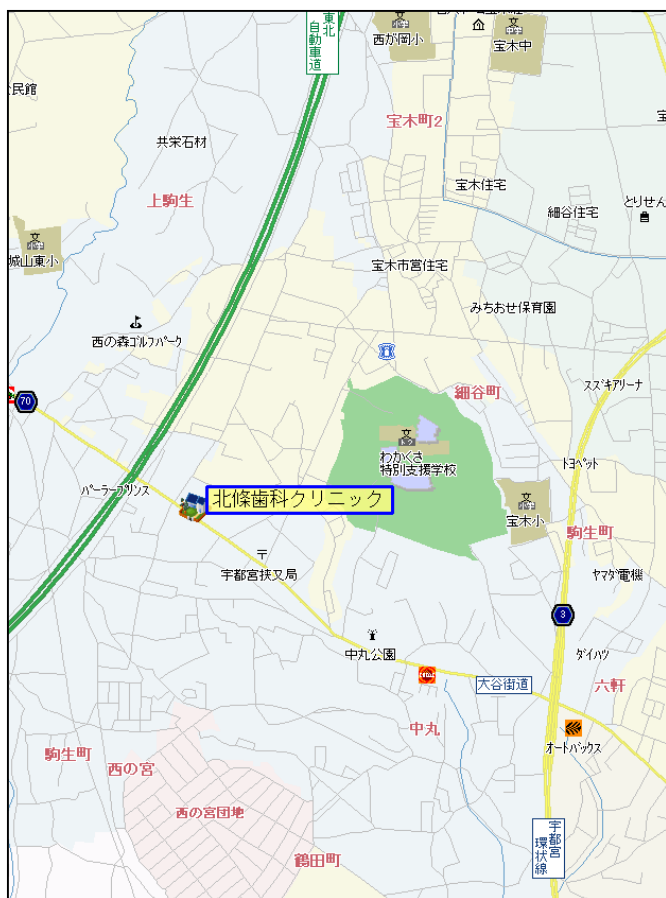 東北
自動車道
西が岡小
宝木中
公民館
宝木町2
共栄石材
宝木住宅
とりせん
上駒生
細谷住宅
城山東小
宝木市営住宅
みちおせ保育園
西の森ゴルフパーク
細谷町
スズキアリーナ
70
わかくさ
特別支援学校
トヨペット
パーラープリンス
北條歯科クリニック
宝木小
駒生町
宇都宮挟又局
ヤマダ電機
3
中丸公園
ダイハツ
大谷街道
六軒
中丸
オートバックス
駒生町
西の宮
西の宮団地
宇都宮
環状線
鶴田町